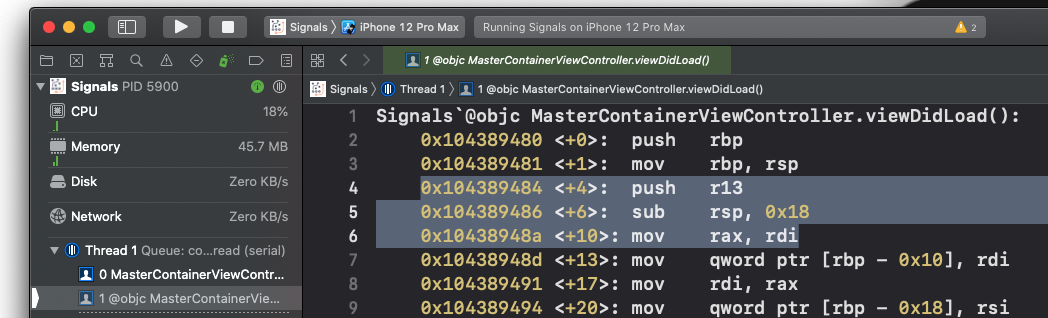 Signals 〉 iPhone 12 Pro Max
Running Signals on iPhone 12 Pro Max
2
1 @objc MasterContainerViewController.viewDidLoad()
Signals PID 5900
CPU 18%
Memory 45.7 MB
Disk Zero KB/s
Network Zero KB/s
Thread 1 Queue: co...read (serial)
0 MasterContainerViewContr...
1 @objc MasterContainerVie...
Signals 〉 Thread 1 〉 1 @objc MasterContainerViewController.viewDidLoad()
1 Signals`@objc MasterContainerViewController.viewDidLoad():
2 0x104389480 <+0>: push rbp
3 0x104389481 <+1>: mov rbp, rsp
4 0x104389484 <+4>: push r13
5 0x104389486 <+6>: sub rsp, 0x18
6 0x10438948a <+10>: mov rax, rdi
7 0x10438948d <+13>: mov qword ptr [rbp - 0x10], rdi
8 0x104389491 <+17>: mov rdi, rax
9 0x104389494 <+20>: mov qword ptr [rbp - 0x18], rsi